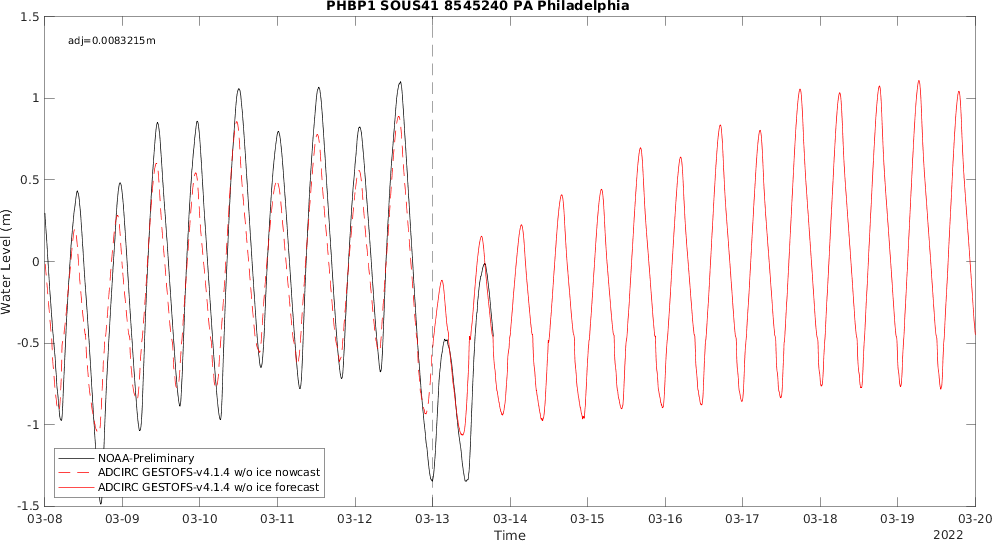 PHBP1 SOUS41 8545240 PA Philadelphia
adj=0.0083215m
1.5
1
0.5
0
-0.5
-1
-1.5
Water Level (m)
NOAA-Preliminary
ADCIRC GESTOFS-v4.1.4 w/o ice nowcast
ADCIRC GESTOFS-v4.1.4 w/o ice forecast
03-08 03-09 03-10 03-11 03-12 03-13 03-14 03-15 03-16 03-17 03-18 03-19 03-20
Time
2022